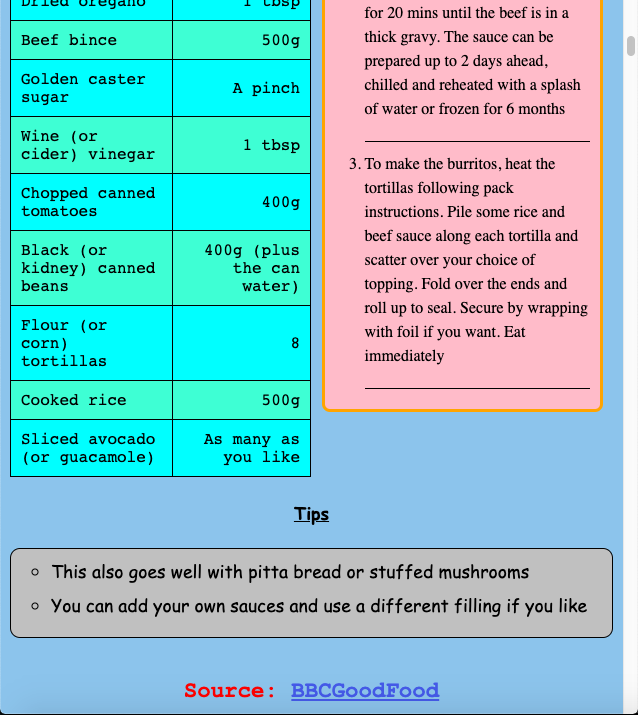 Dried oregano 1 tbsp
Beef bince 500g
Golden caster
sugar
A pinch
Wine (or
cider) vinegar
1 tbsp
Chopped canned
tomatoes
400g
Black (or
kidney) canned
beans
400g (plus
the can
water)
Flour (or
corn)
tortillas
8
Cooked rice 500g
Sliced avocado
(or guacamole)
As many as
you like
for 20 mins until the beef is in a
thick gravy. The sauce can be
prepared up to 2 days ahead,
chilled and reheated with a splash
of water or frozen for 6 months
3. To make the burritos, heat the
tortillas following pack
instructions. Pile some rice and
beef sauce along each tortilla and
scatter over your choice of
topping. Fold over the ends and
roll up to seal. Secure by wrapping
with foil if you want. Eat
immediately
Tips
This also goes well with pitta bread or stuffed mushrooms
You can add your own sauces and use a different filling if you like
Source: BBCGoodFood